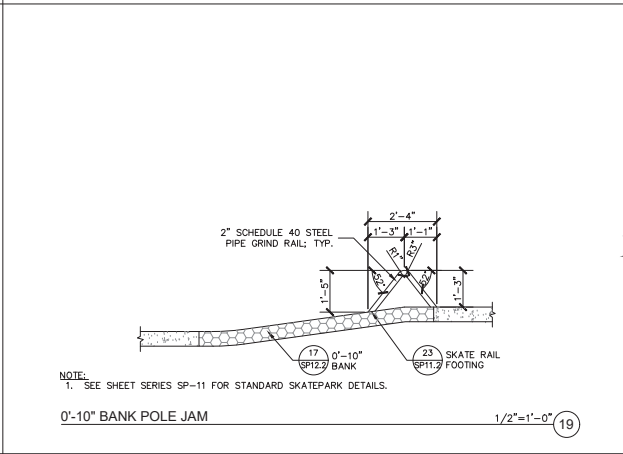 2'-4"
1'-3" 1'-1"
2" SCHEDULE 40 STEEL
PIPE GRIND RAIL; TYP.
R1" R3"
52° 52°
1'-5"
1'-3"
17
SP12.2
0'-10"
BANK
23
SP11.2
SKATE RAIL
FOOTING
NOTE:
1. SEE SHEET SERIES SP-11 FOR STANDARD SKATEPARK DETAILS.
0'-10" BANK POLE JAM
1/2"=1'-0"
19